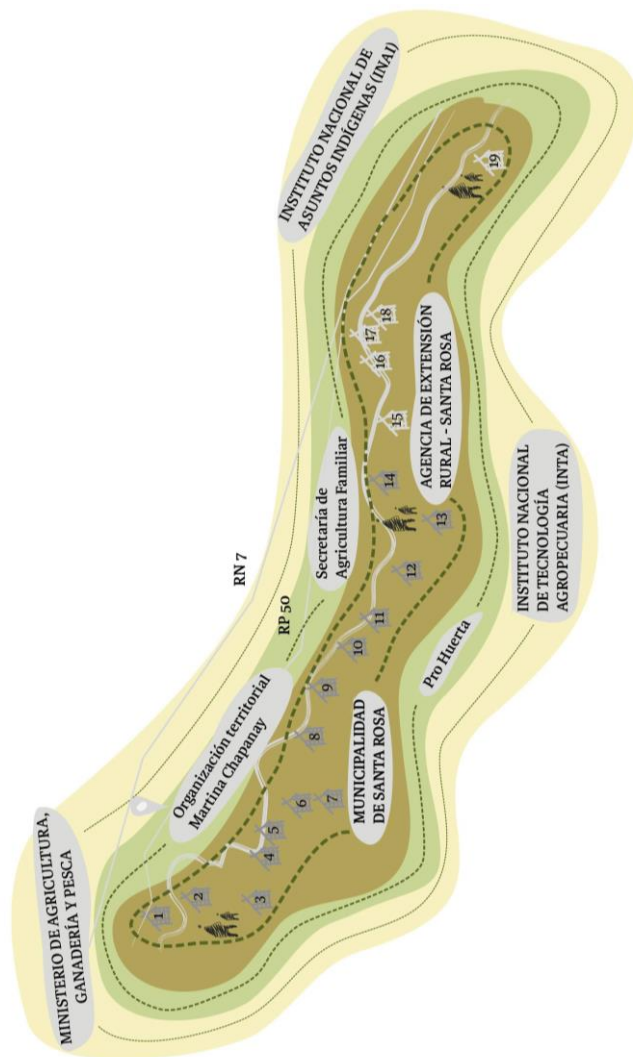 MINISTERIO DE AGRICULTURA,
GANADERÍA Y PESCA
INSTITUTO NACIONAL DE
ASUNTOS INDÍGENAS (INAI)
RN 7
RP 50
Organización territorial
Martina Chapanay
Secretaría de
Agricultura Familiar
1
2
3
4
5
6
7
8
9
10
11
12
13
14
15
16
17
18
19
MUNICIPALIDAD
DE SANTA ROSA
AGENCIA DE EXTENSIÓN
RURAL - SANTA ROSA
Pro Huerta
INSTITUTO NACIONAL
DE TECNOLOGÍA
AGROPECUARIA (INTA)